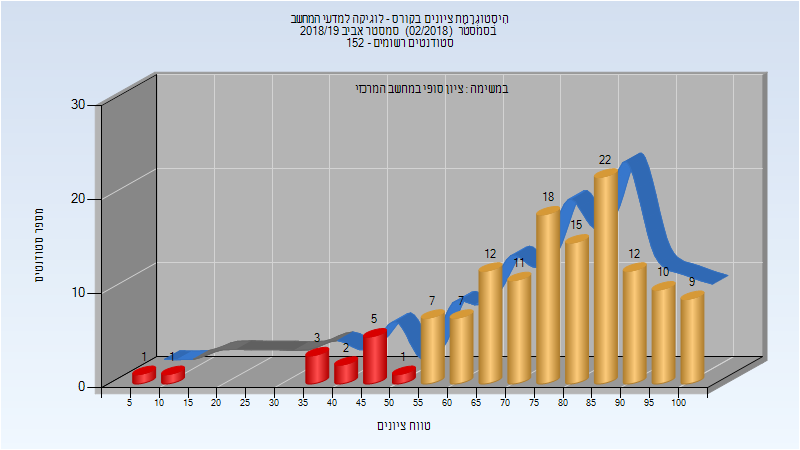 היסטוגרמת ציונים בקורס - לוגיקה למדעי המחשב
בסמסטר (02/2018) סמסטר אביב 2018/19
סטודנטים רשומים - 152
במשימה : ציון סופי במחשב המרכזי
מספר סטודנטים
30
20
10
0
1 1 3 2 5 1 7 7 12 11 18 15 22 12 10 9
5 10 15 20 25 30 35 40 45 50 55 60 65 70 75 80 85 90 95 100
טווח ציונים